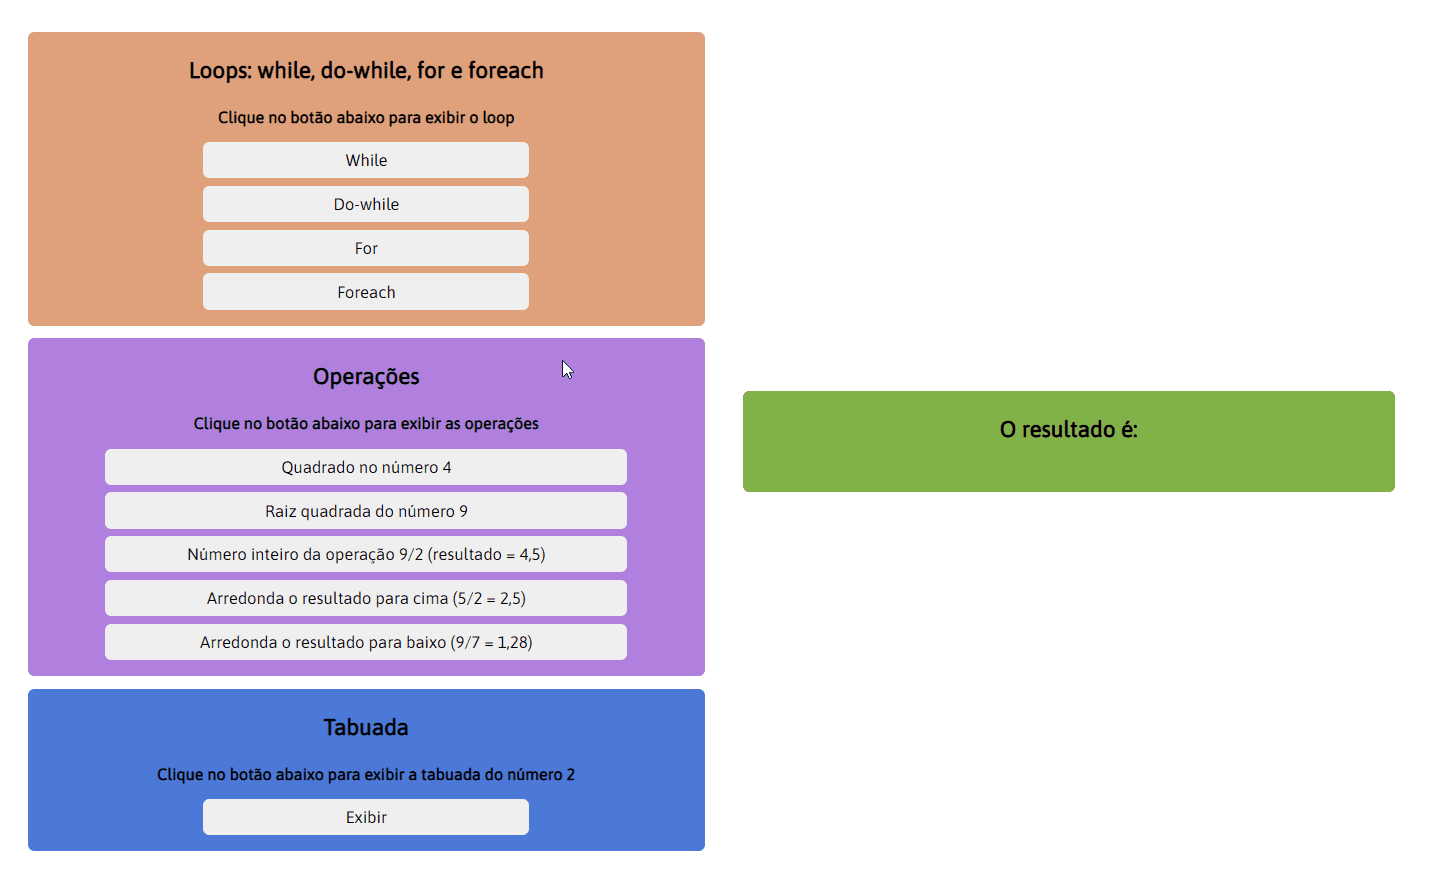 Loops: while, do-while, for e foreach
Clique no botão abaixo para exibir o loop
While
Do-while
For
Foreach
Operações
Clique no botão abaixo para exibir as operações
Quadrado no número 4
Raiz quadrada do número 9
Número inteiro da operação 9/2 (resultado = 4,5)
Arredonda o resultado para cima (5/2 = 2,5)
Arredonda o resultado para baixo (9/7 = 1,28)
Tabuada
Clique no botão abaixo para exibir a tabuada do número 2
Exibir
O resultado é: